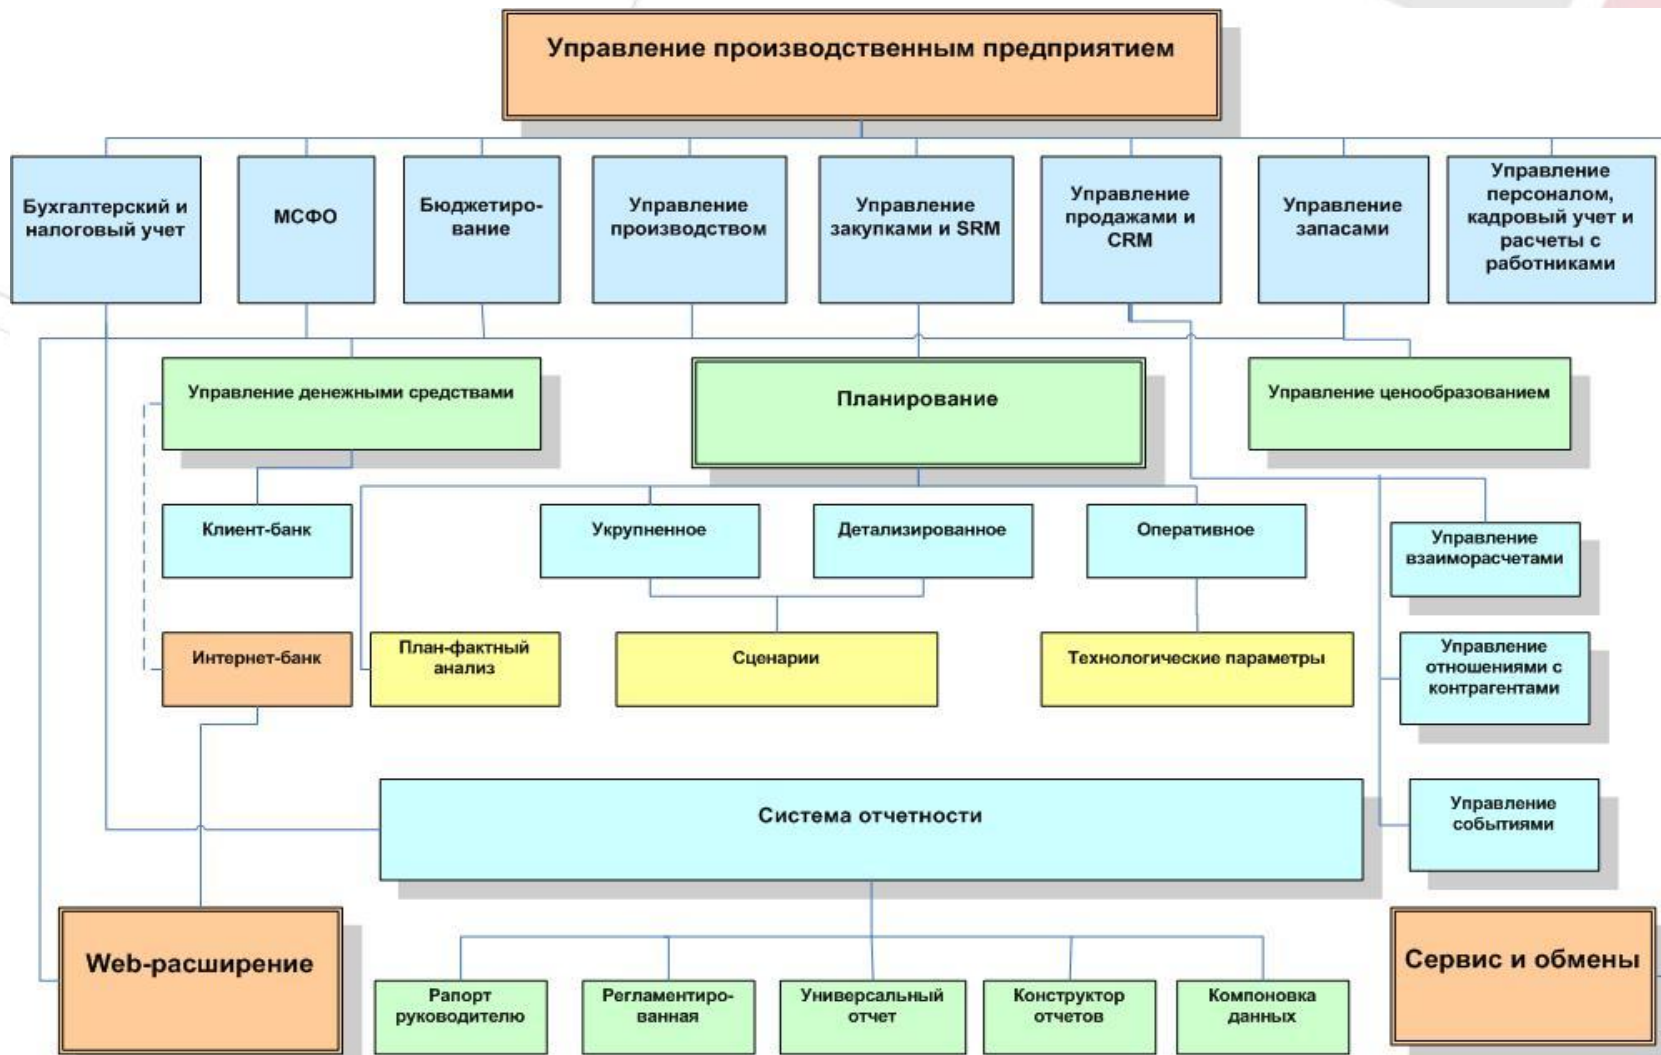 Управление производственным предприятием
Бухгалтерский и
налоговый учет
МСФО
Бюджетиро-
вание
Управление
производством
Управление
закупками и SRM
Управление
продажами и
CRM
Управление
запасами
Управление
персоналом,
кадровый учет и
расчеты с
работниками
Управление денежными средствами
Планирование
Управление ценообразованием
Клиент-банк
Укрупненное
Детализированное
Оперативное
Управление
взаиморасчетами
Интернет-банк
План-фактный
анализ
Сценарии
Технологические параметры
Управление
отношениями с
контрагентами
Система отчетности
Управление
событиями
Web-расширение
Сервис и обмены
Рапорт
руководителю
Регламентиро-
ванная
Универсальный
отчет
Конструктор
отчетов
Компоновка
данных